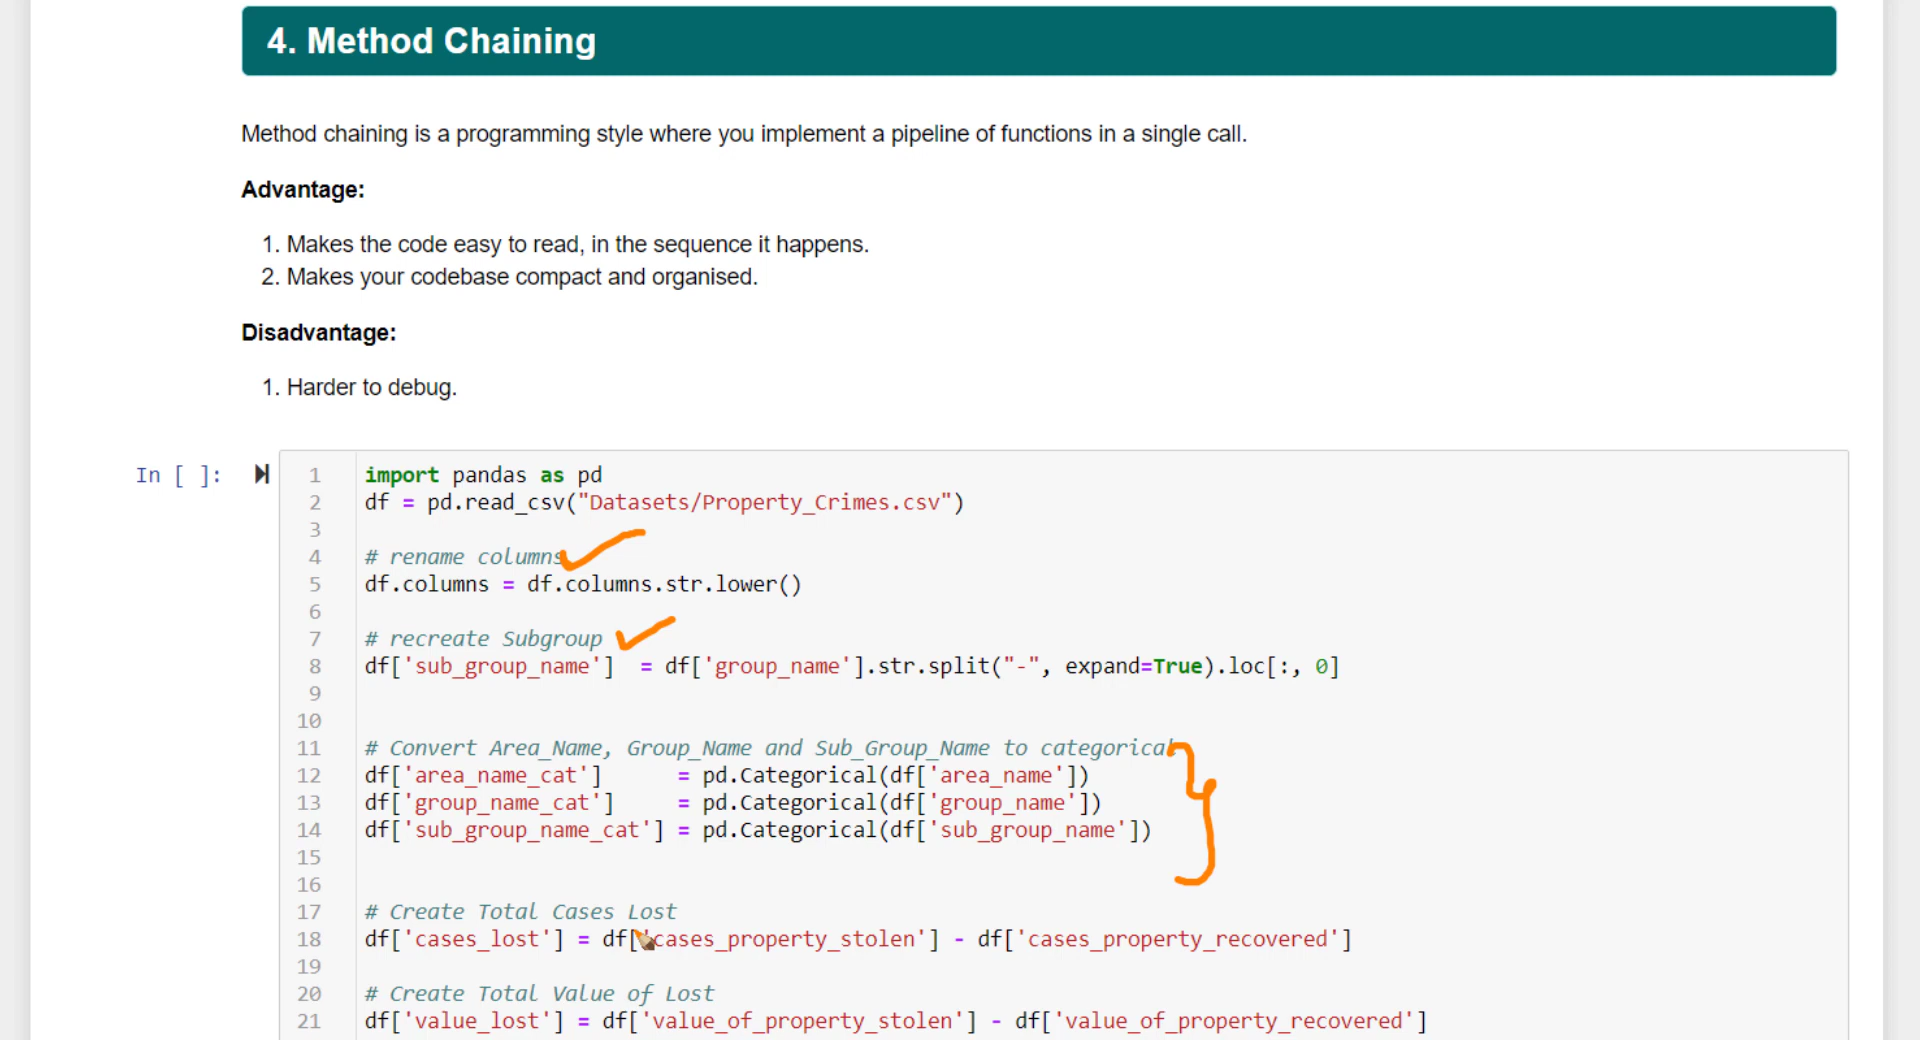 4. Method Chaining
Method chaining is a programming style where you implement a pipeline of functions in a single call.
Advantage:
1. Makes the code easy to read, in the sequence it happens.
2. Makes your codebase compact and organised.
Disadvantage:
1. Harder to debug.
In [ ]:
1 import pandas as pd
2 df = pd.read_csv("Datasets/Property_Crimes.csv")
3
4 # rename columns
5 df.columns = df.columns.str.lower()
6
7 # recreate Subgroup
8 df['sub_group_name']  = df['group_name'].str.split("-", expand=True).loc[:, 0]
9
10
11 # Convert Area_Name, Group_Name and Sub_Group_Name to categorical
12 df['area_name_cat']      = pd.Categorical(df['area_name'])
13 df['group_name_cat']     = pd.Categorical(df['group_name'])
14 df['sub_group_name_cat'] = pd.Categorical(df['sub_group_name'])
15
16
17 # Create Total Cases Lost
18 df['cases_lost'] = df['cases_property_stolen'] - df['cases_property_recovered']
19
20 # Create Total Value of Lost
21 df['value_lost'] = df['value_of_property_stolen'] - df['value_of_property_recovered']